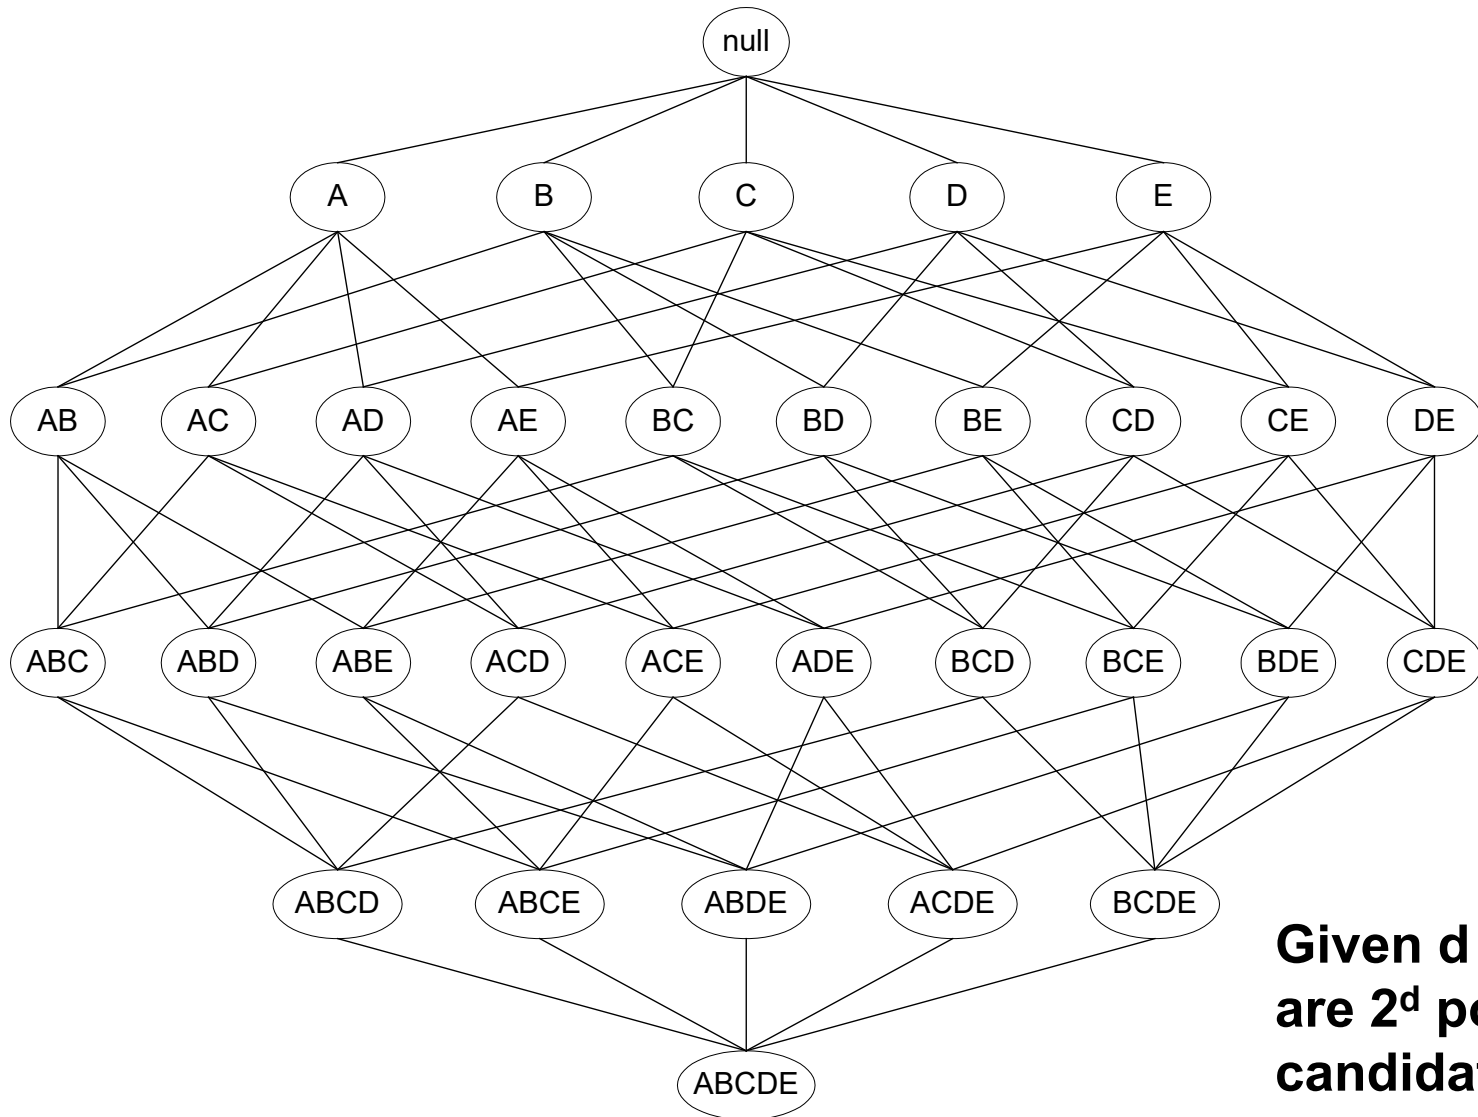 null
A B C D E
AB AC AD AE BC BD BE CD CE DE
ABC ABD ABE ACD ACE ADE BCD BCE BDE CDE
ABCD ABCE ABDE ACDE BCDE
Given d
are 2ᵈ
ABCDE